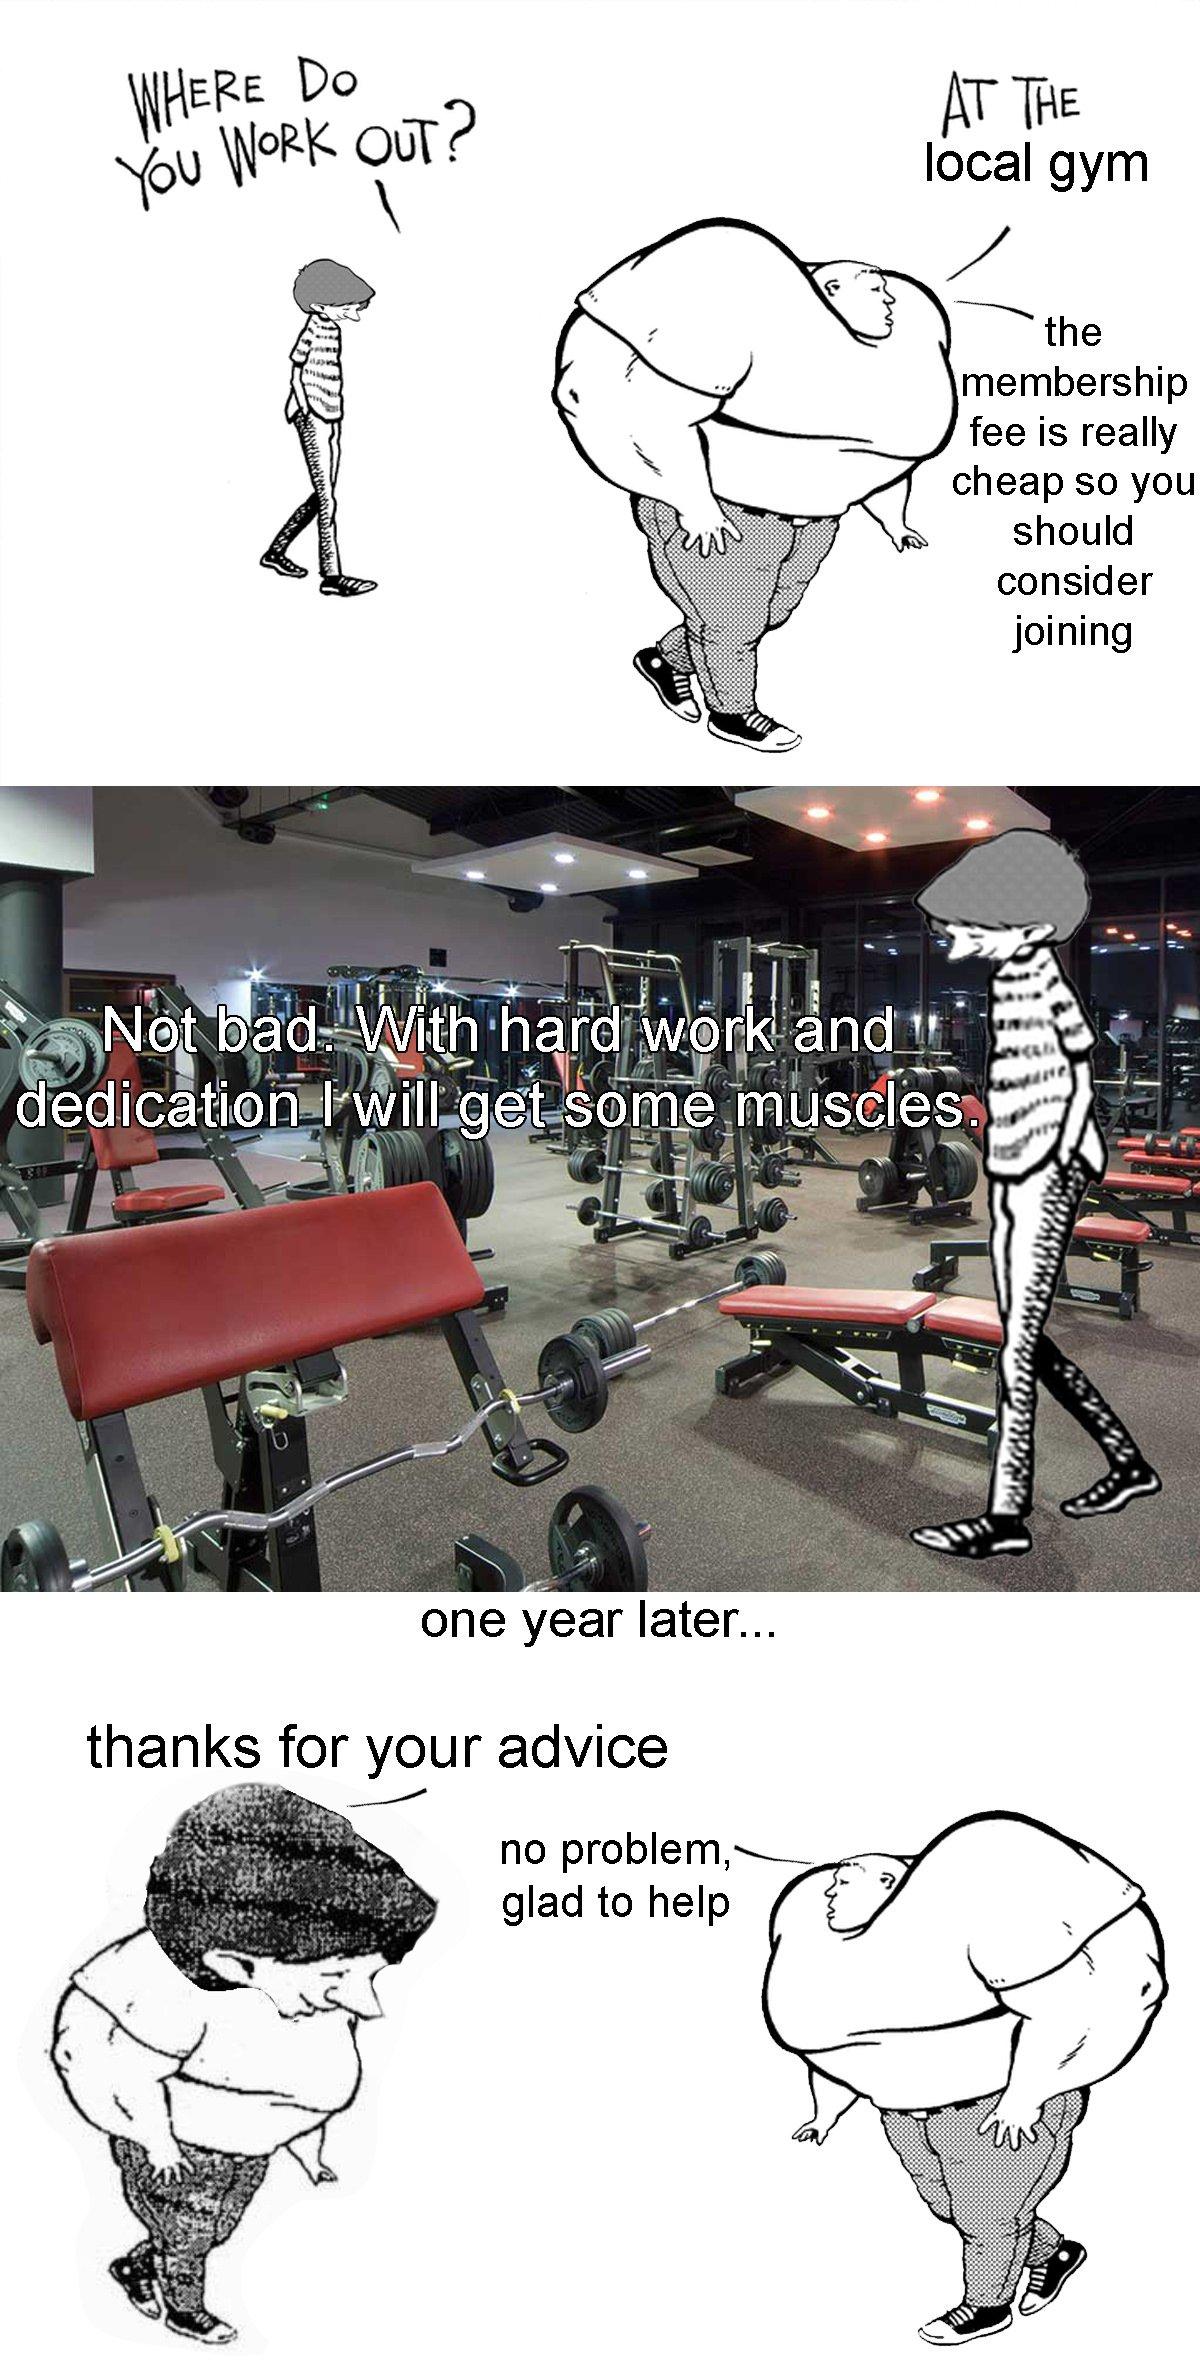 WHERE DO
YOU WORK OUT?
AT THE
local gym
the
membership
fee is really
cheap so you
should
consider
joining
Not bad. With hard work and
dedication I will get some muscles.
one year later...
thanks for your advice
no problem,
glad to help